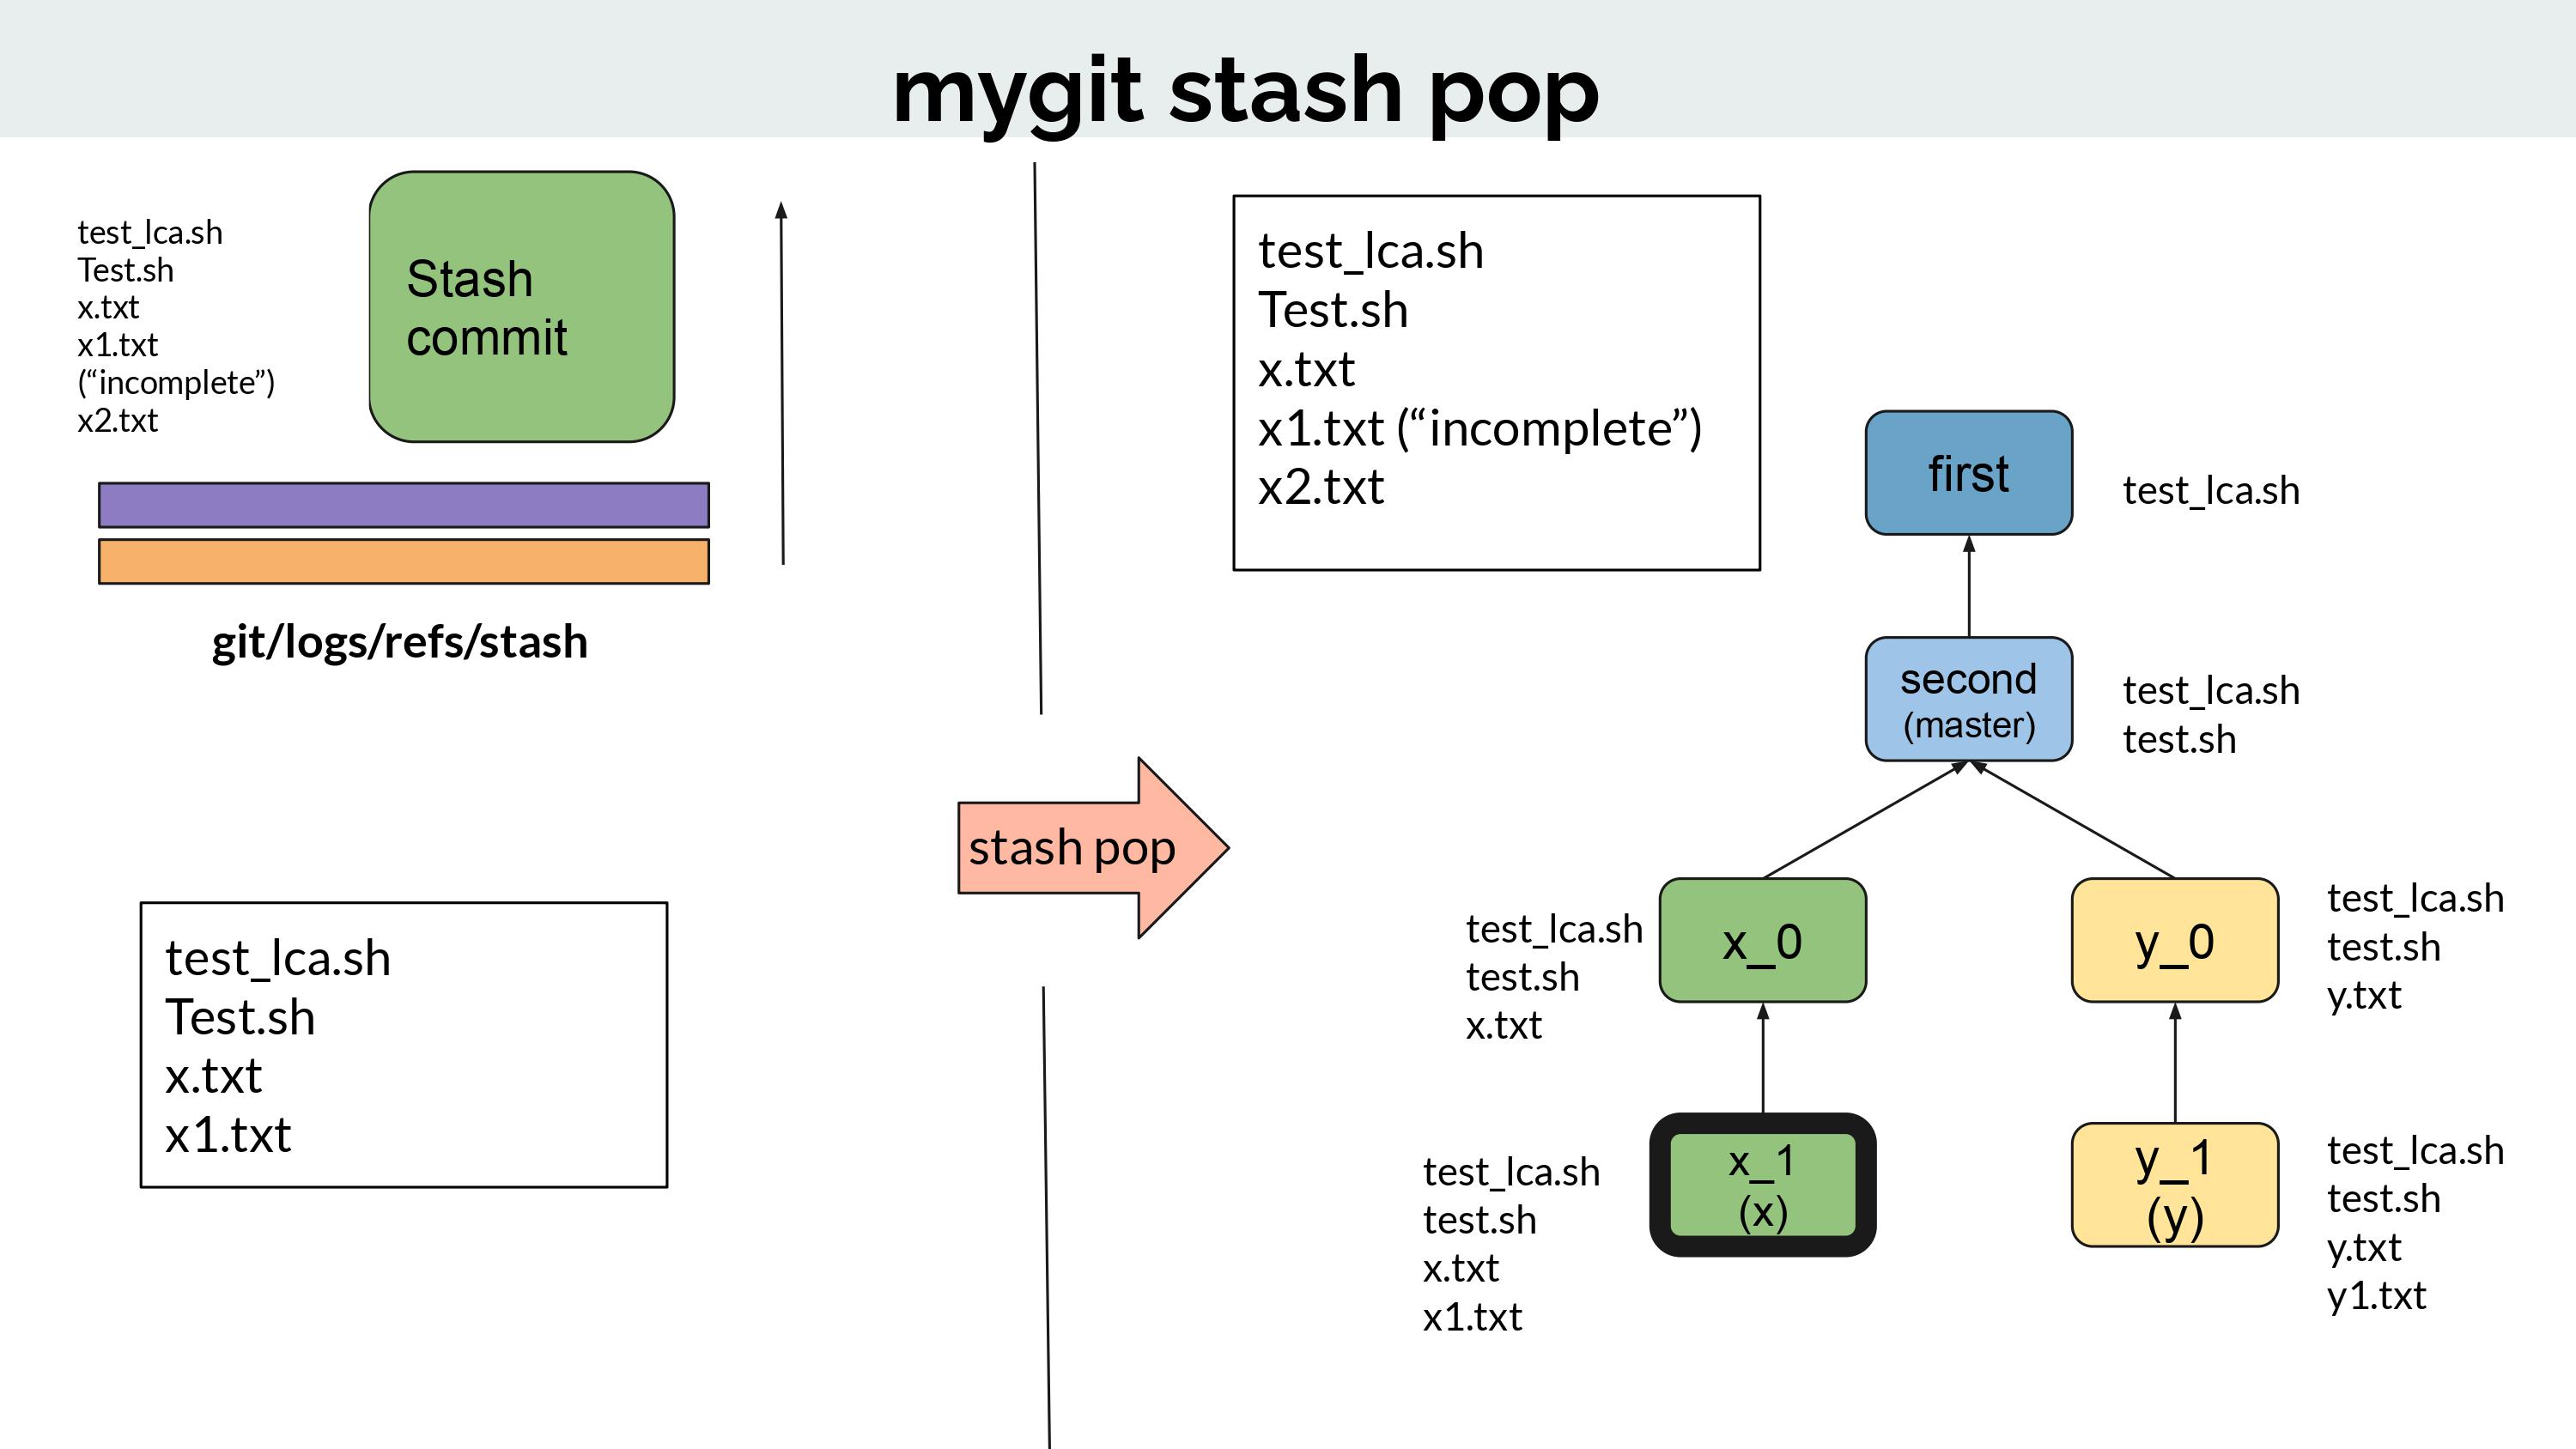 mygit stash pop
test_lca.sh
Test.sh
x.txt
x1.txt
(“incomplete”)
x2.txt
Stash
commit
git/logs/refs/stash
test_lca.sh
Test.sh
x.txt
x1.txt
stash pop
test_lca.sh
Test.sh
x.txt
x1.txt (“incomplete”)
x2.txt
first
test_lca.sh
second
(master)
test_lca.sh
test.sh
test_lca.sh
test.sh
x.txt
x_0
y_0
test_lca.sh
test.sh
y.txt
test_lca.sh
test.sh
x.txt
x1.txt
x_1
(x)
y_1
(y)
test_lca.sh
test.sh
y.txt
y1.txt